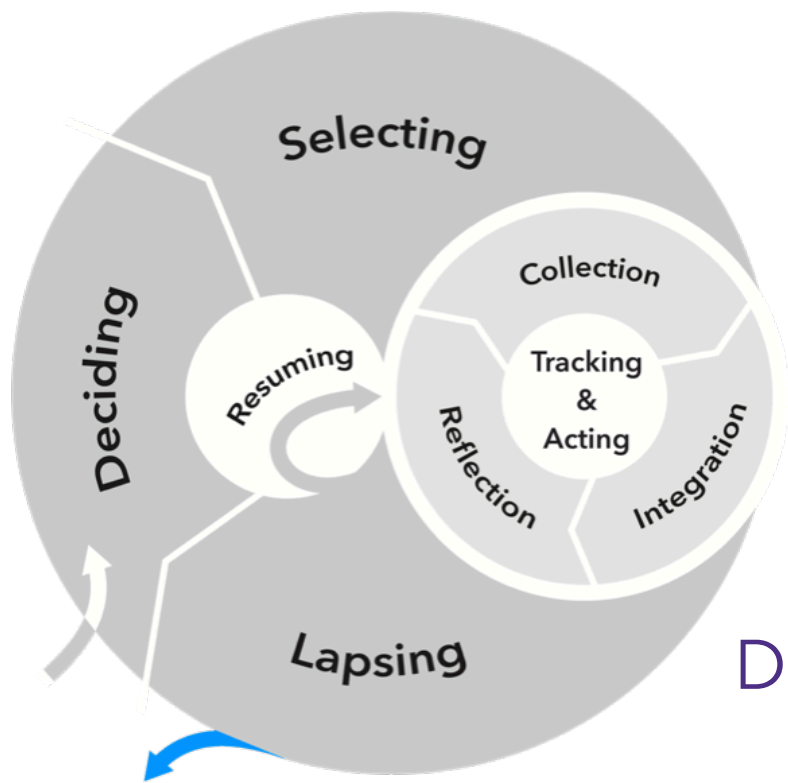 Selecting
Deciding
Resuming
Collection
Tracking
&
Acting
Reflection
Integration
Lapsing
D